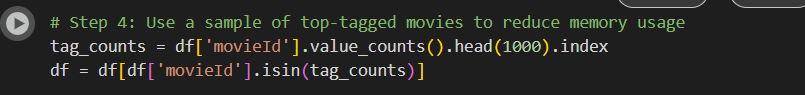 # Step 4: Use a sample of top-tagged movies to reduce memory usage
tag_counts = df['movieId'].value_counts().head(1000).index
df = df[df['movieId'].isin(tag_counts)]